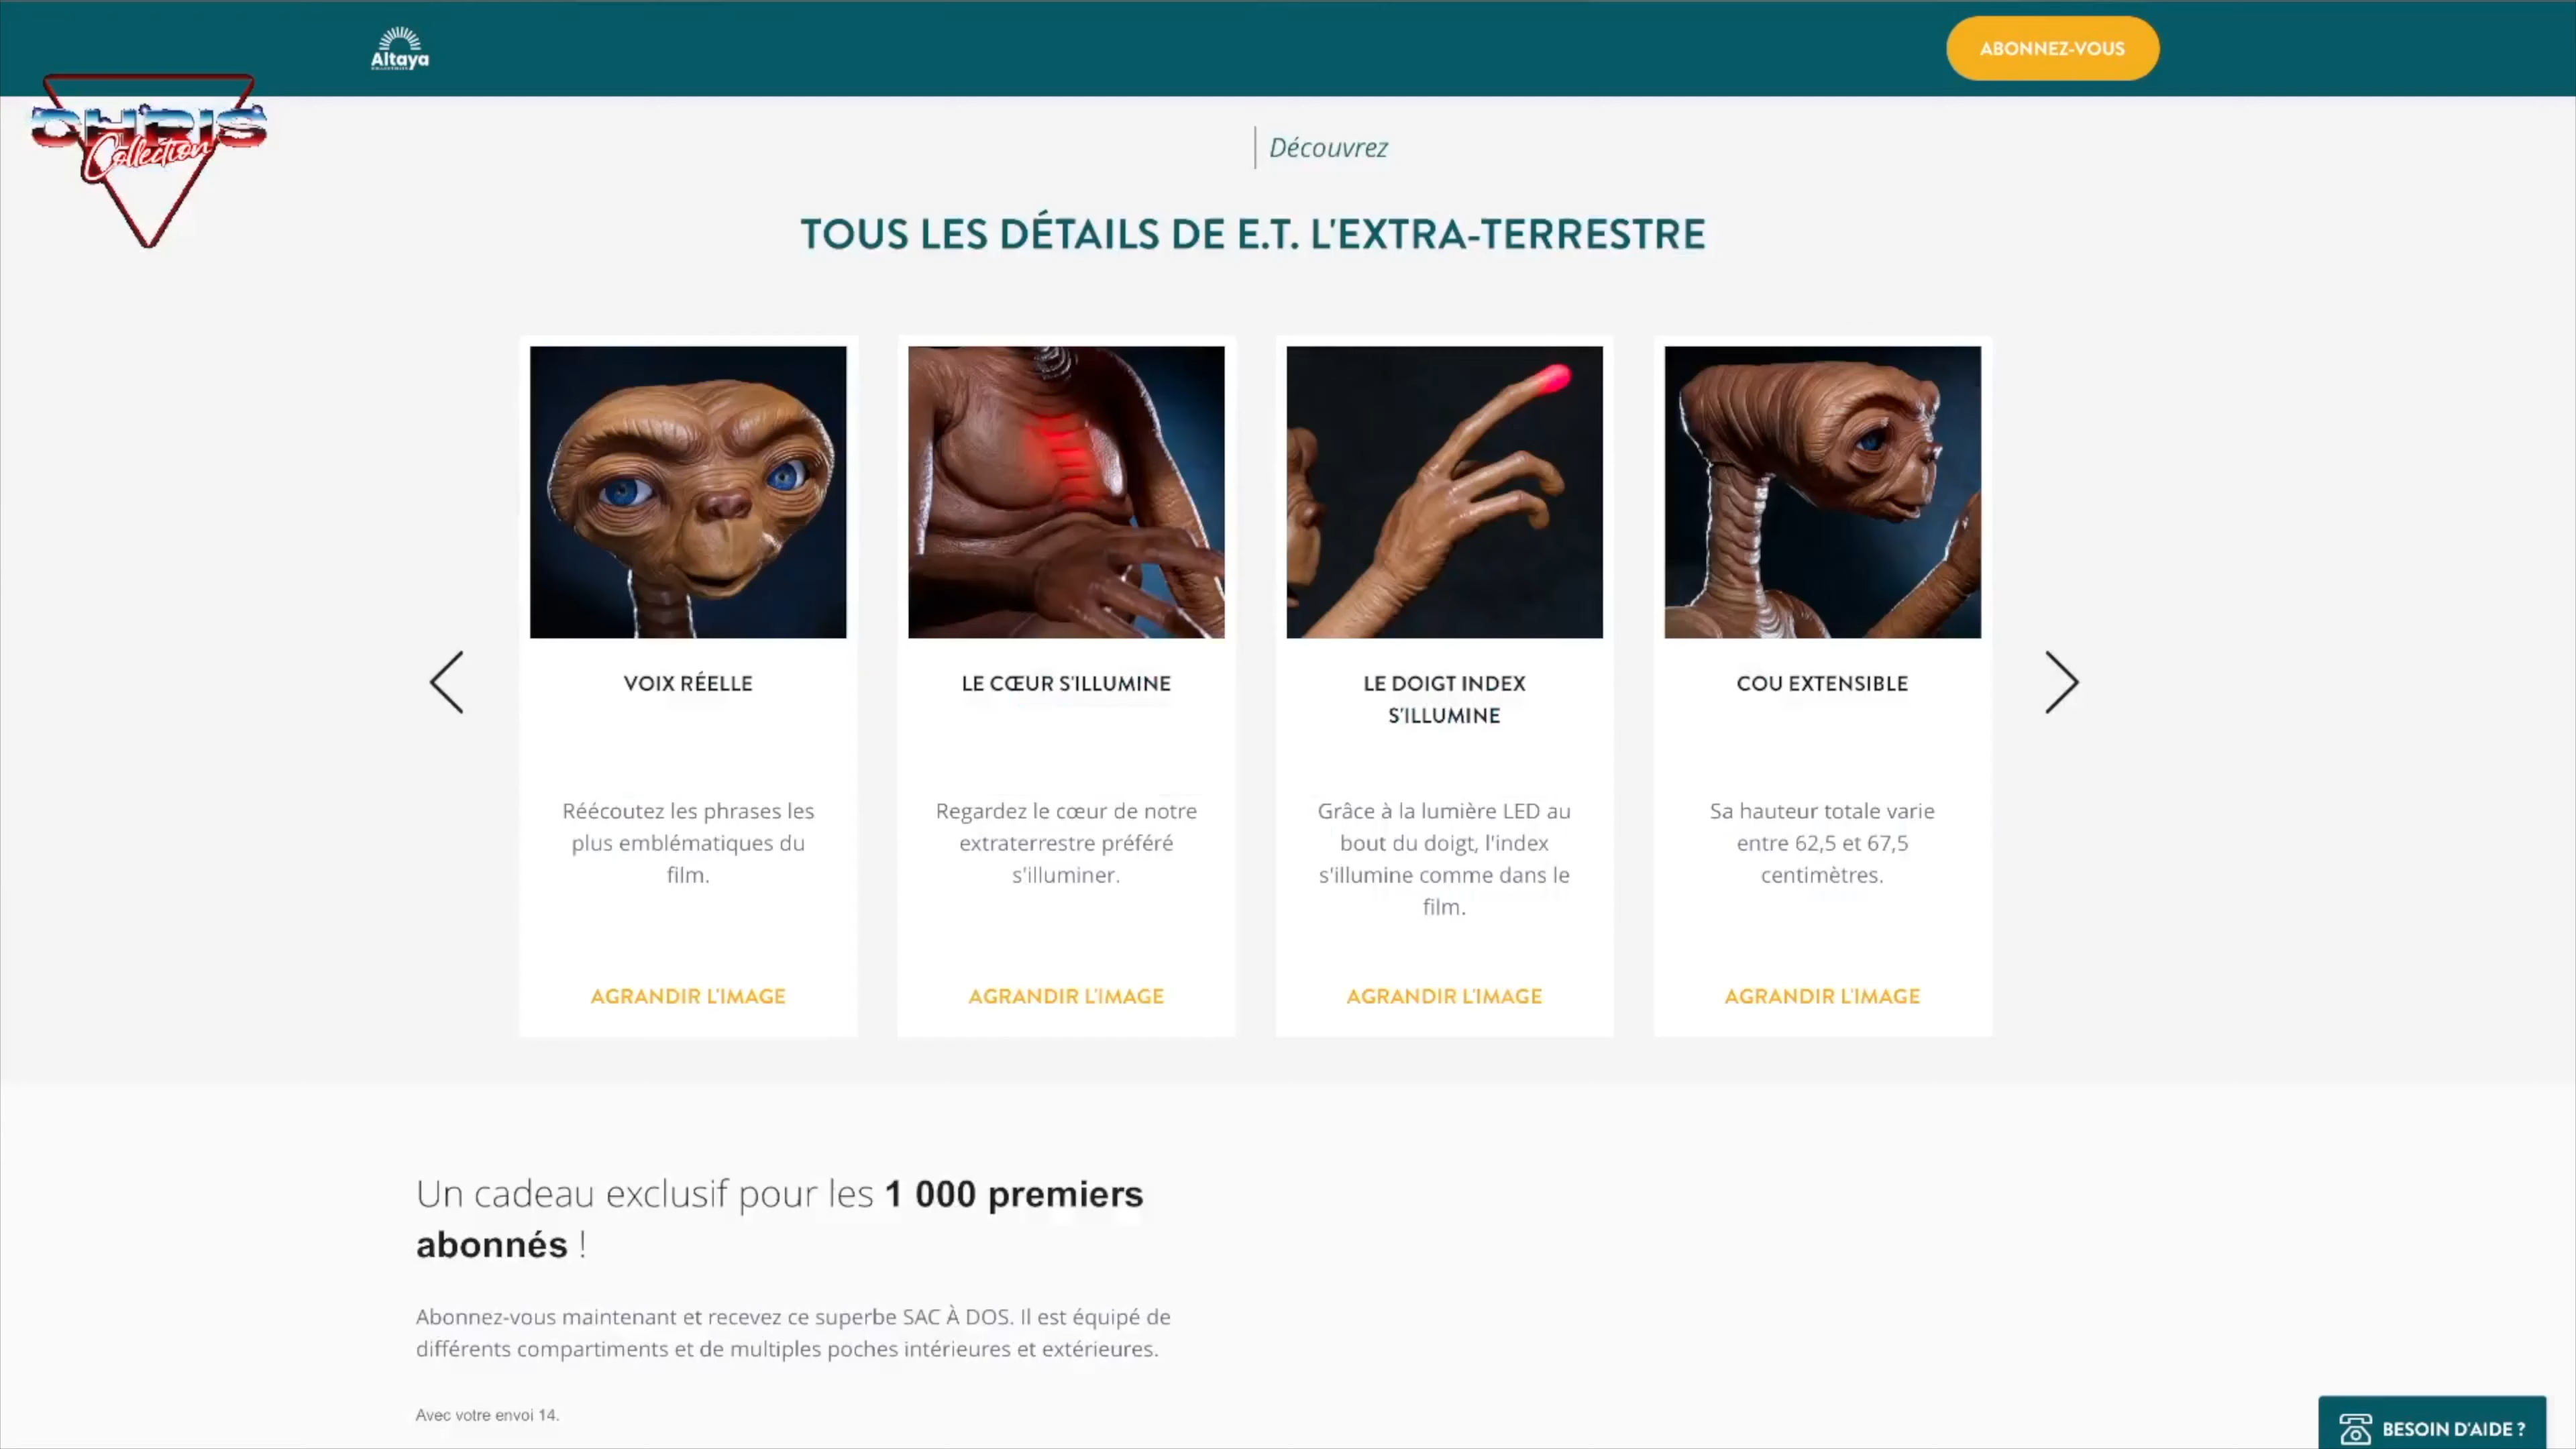 Altaya
ABONNEZ-VOUS
CHRIS
Collection
Découvrez
TOUS LES DÉTAILS DE E.T. L'EXTRA-TERRESTRE
VOIX RÉELLE
Réécoutez les phrases les
plus emblématiques du
film.
AGRANDIR L'IMAGE
LE CŒUR S'ILLUMINE
Regardez le cœur de notre
extraterrestre préféré
s'illuminer.
AGRANDIR L'IMAGE
LE DOIGT INDEX
S'ILLUMINE
Grâce à la lumière LED au
bout du doigt, l'index
s'illumine comme dans le
film.
AGRANDIR L'IMAGE
COU EXTENSIBLE
Sa hauteur totale varie
entre 62,5 et 67,5
centimètres.
AGRANDIR L'IMAGE
Un cadeau exclusif pour les 1 000 premiers
abonnés !
Abonnez-vous maintenant et recevez ce superbe SAC À DOS. Il est équipé de
différents compartiments et de multiples poches intérieures et extérieures.
Avec votre envoi 14.
BESOIN D'AIDE ?